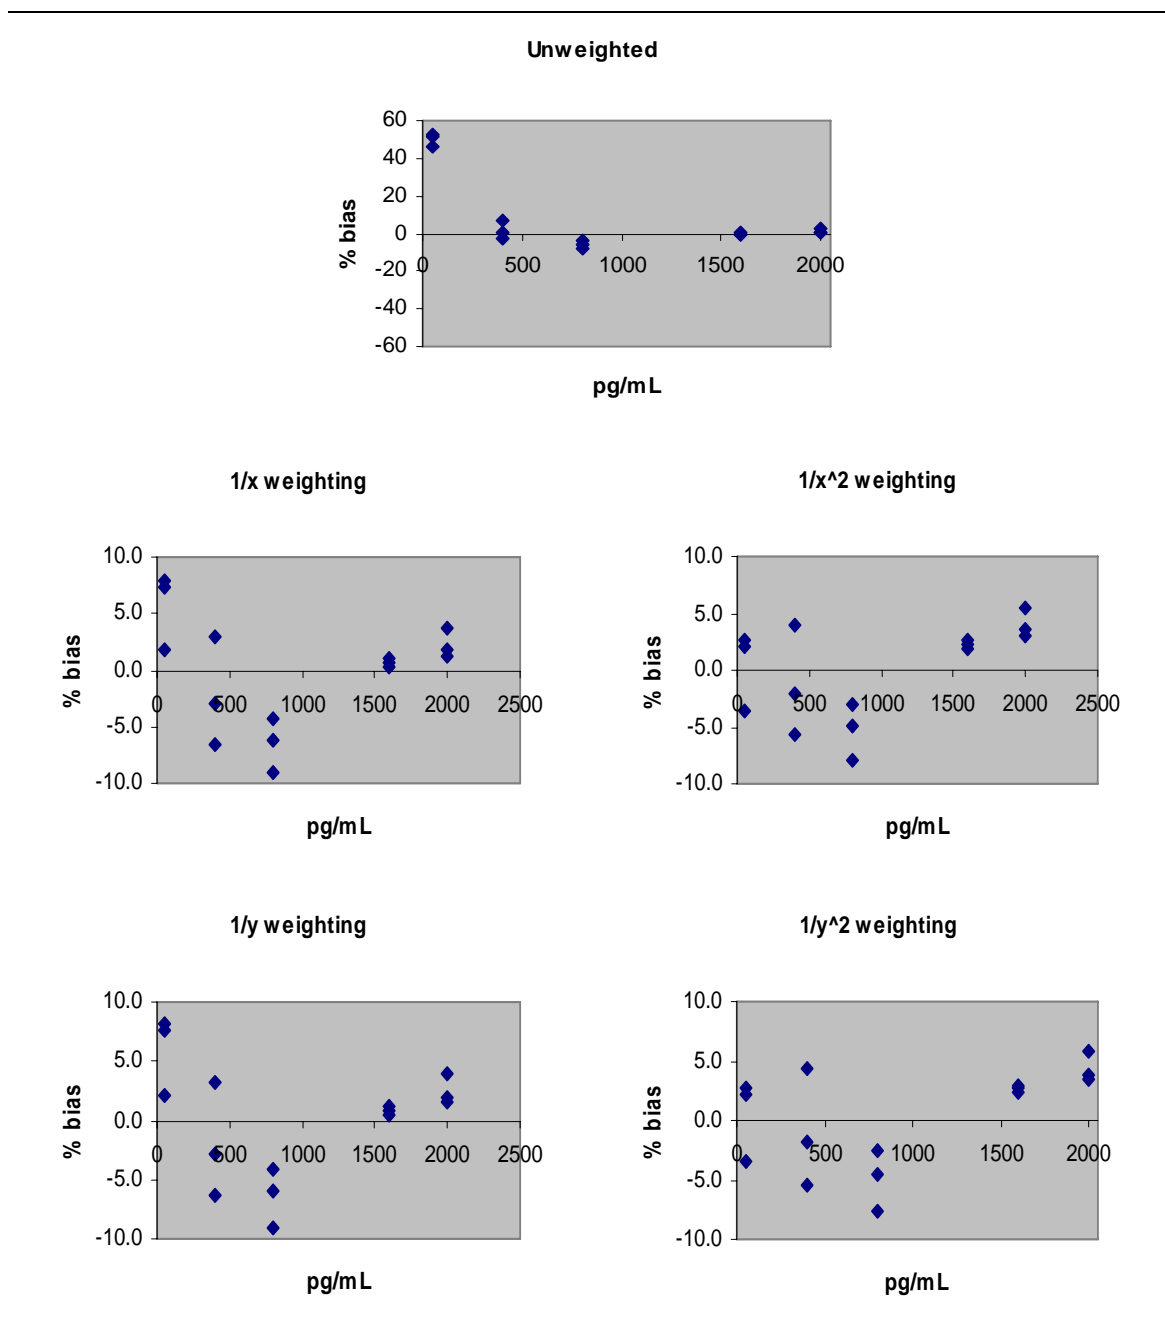 Unweighted
60
40
20
0
-20
-40
-60
% bias
0 500 1000 1500 2000
pg/mL
1/x weighting
10.0
5.0
0.0
-5.0
-10.0
% bias
0 500 1000 1500 2000 2500
pg/mL
1/x^2 weighting
10.0
5.0
0.0
-5.0
-10.0
% bias
0 500 1000 1500 2000 2500
pg/mL
1/y weighting
10.0
5.0
0.0
-5.0
-10.0
% bias
0 500 1000 1500 2000 2500
pg/mL
1/y^2 weighting
10.0
5.0
0.0
-5.0
-10.0
% bias
0 500 1000 1500 2000
pg/mL